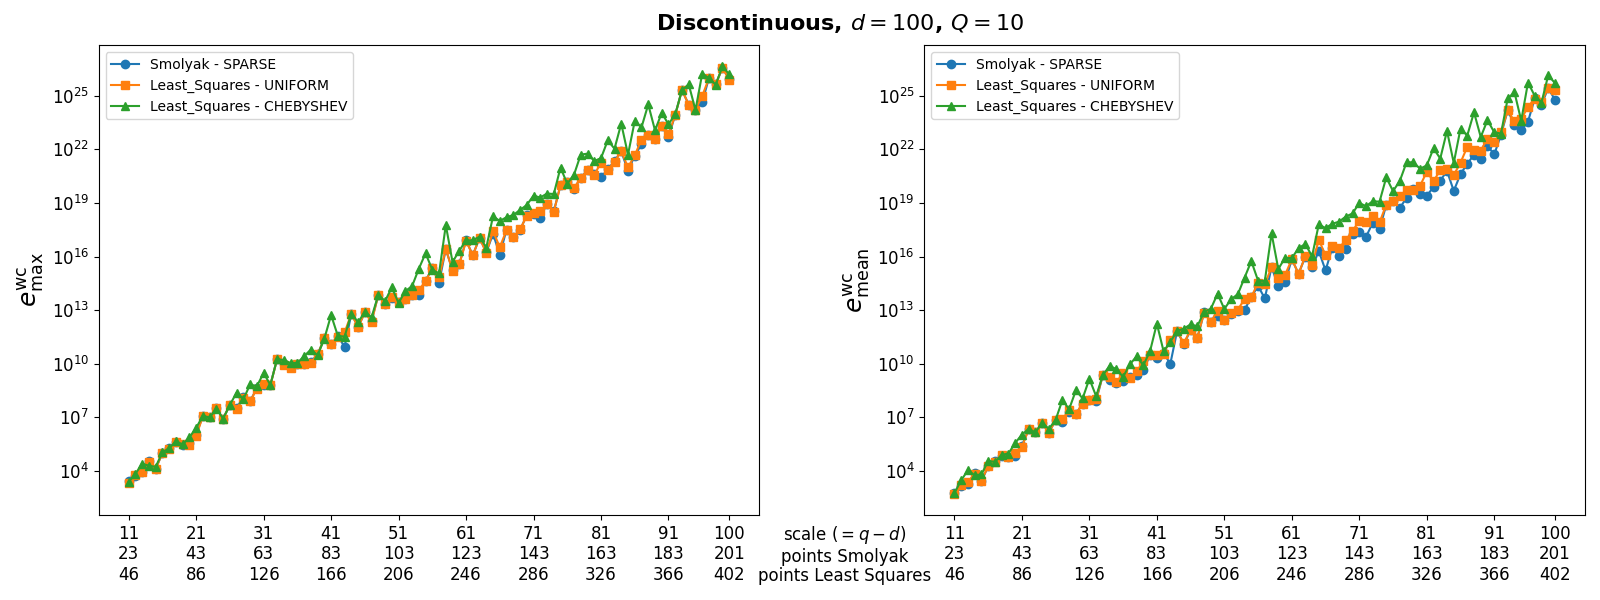 Discontinuous, d = 100, Q = 10
Smolyak - SPARSE
Least_Squares - UNIFORM
Least_Squares - CHEBYSHEV
10^25
10^22
10^19
10^16
10^13
10^10
10^7
10^4
e^wc_max
11 21 31 41 51 61 71 81 91 100
23 43 63 83 103 123 143 163 183 201
46 86 126 166 206 246 286 326 366 402
scale (= q − d)
points Smolyak
points Least Squares
Smolyak - SPARSE
Least_Squares - UNIFORM
Least_Squares - CHEBYSHEV
10^25
10^22
10^19
10^16
10^13
10^10
10^7
10^4
e^wc_mean
11 21 31 41 51 61 71 81 91 100
23 43 63 83 103 123 143 163 183 201
46 86 126 166 206 246 286 326 366 402